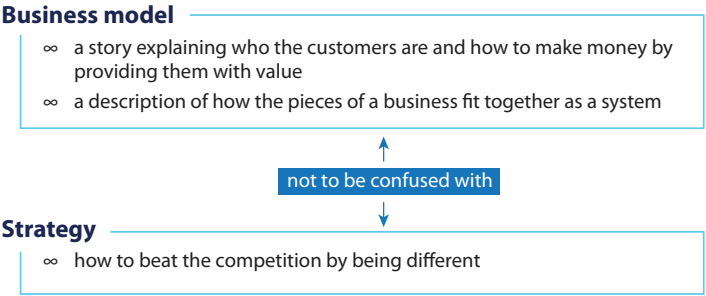 Business model
∞ a story explaining who the customers are and how to make money by
providing them with value
∞ a description of how the pieces of a business fit together as a system
not to be confused with
Strategy
∞ how to beat the competition by being different